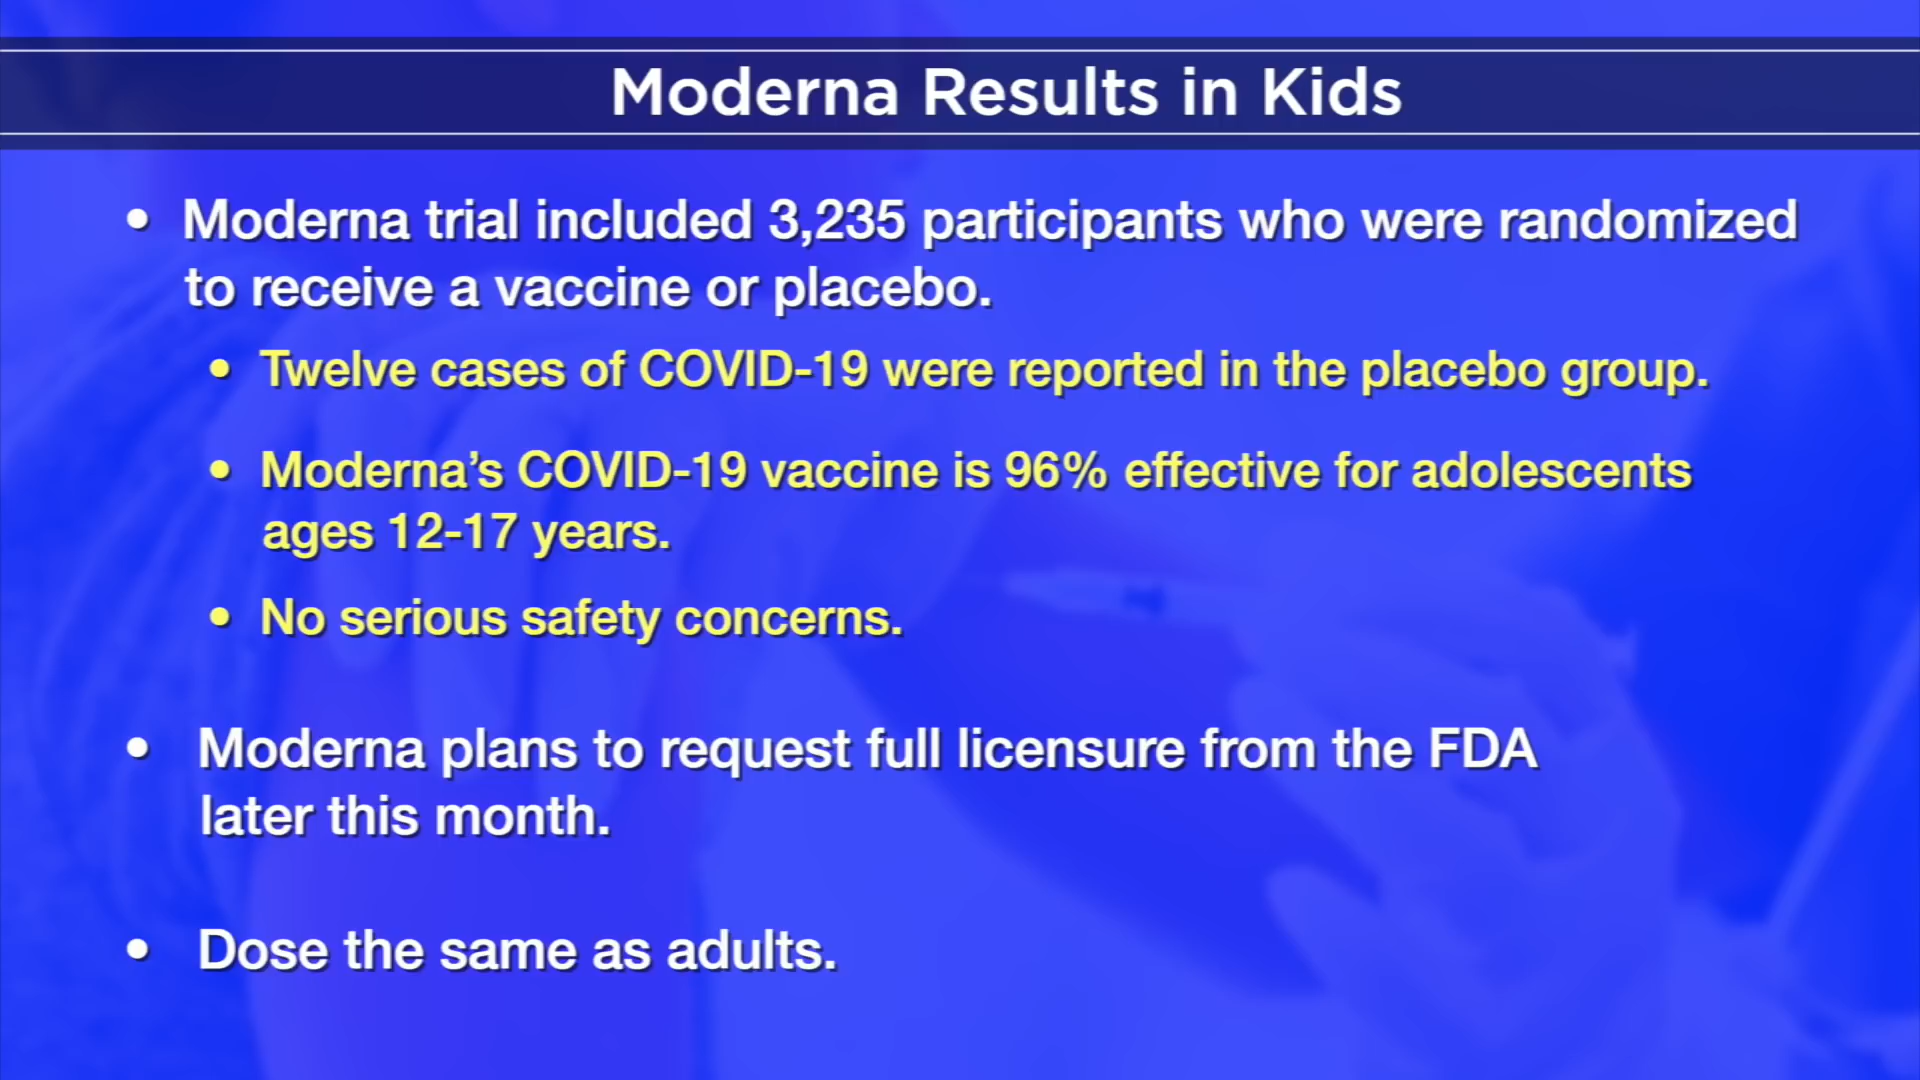 Moderna Results in Kids
• Moderna trial included 3,235 participants who were randomized
to receive a vaccine or placebo.
• Twelve cases of COVID-19 were reported in the placebo group.
• Moderna’s COVID-19 vaccine is 96% effective for adolescents
ages 12-17 years.
• No serious safety concerns.
• Moderna plans to request full licensure from the FDA
later this month.
• Dose the same as adults.